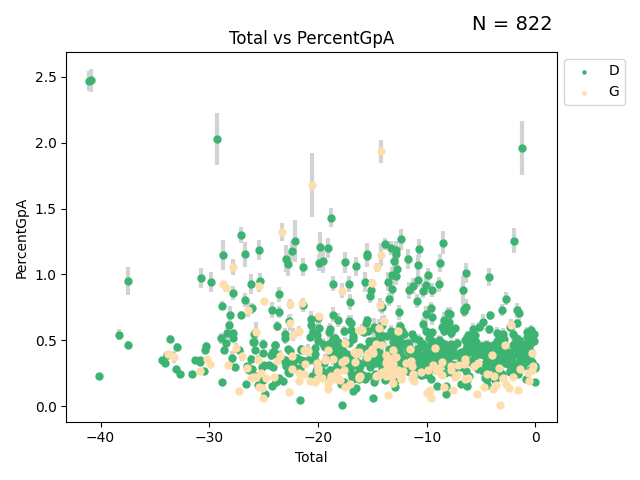 N = 822
Total vs PercentGpA
D
G
PercentGpA
2.5
2.0
1.5
1.0
0.5
0.0
−40
−30
−20
−10
0
Total